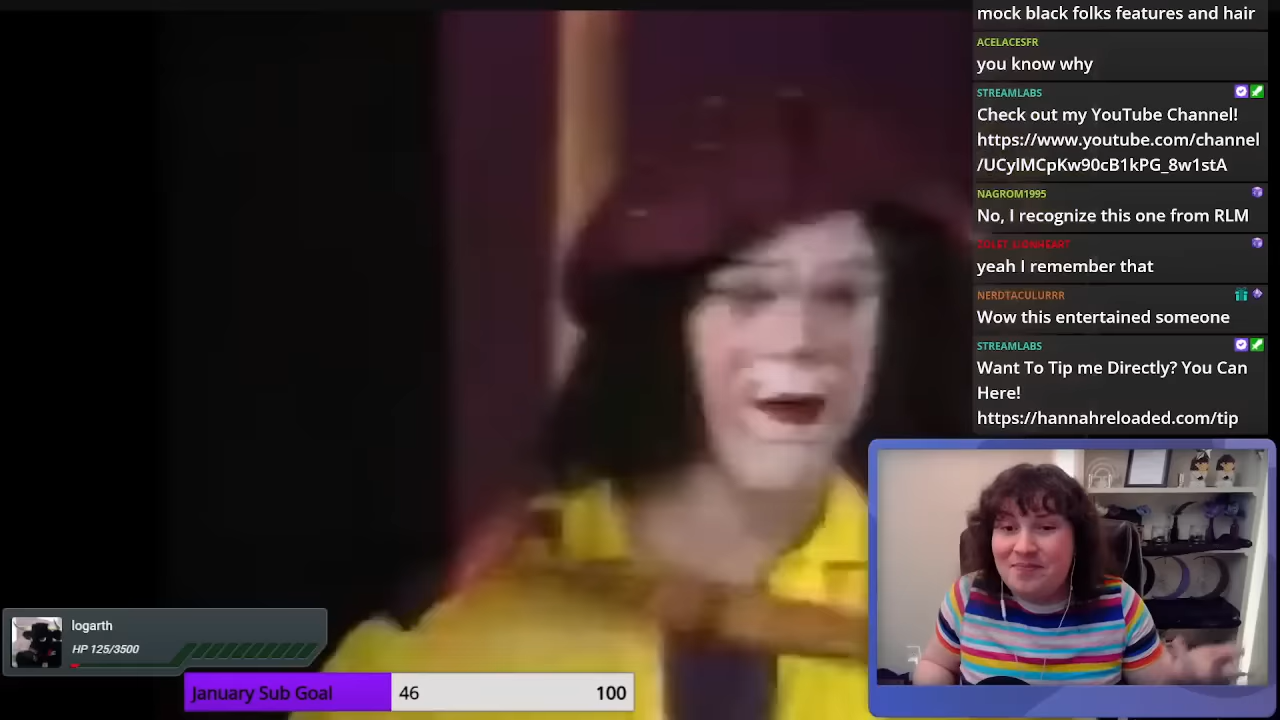 mock black folks features and hair
ACELACESFR
you know why
STREAMLABS
Check out my YouTube Channel!
https://www.youtube.com/channel
/UCylMCpKw90cB1kPG_8w1stA
NAGROM1995
No, I recognize this one from RLM
ZOLET_LIONHEART
yeah I remember that
NERDTACULURRR
Wow this entertained someone
STREAMLABS
Want To Tip me Directly? You Can
Here!
https://hannahreloaded.com/tip
logarth
HP 125/3500
January Sub Goal 46 100